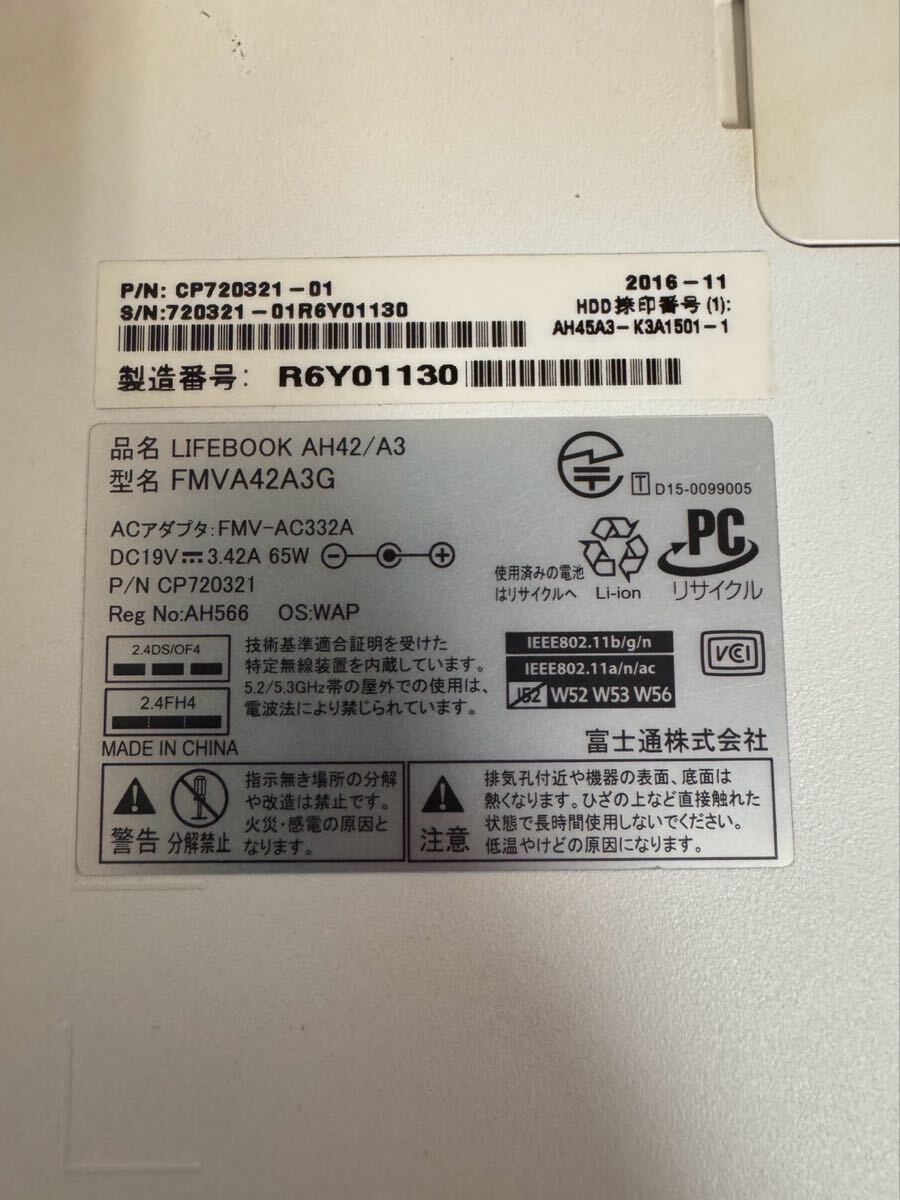 P/N: CP720321-01
2016-11
S/N:720321-01R6Y01130
HDD捺印番号(1):
AH45A3-K3A1501-1
製造番号: R6Y01130
品名 LIFEBOOK AH42/A3
型名 FMVA42A3G
T D15-0099005
ACアダプタ:FMV-AC332A
DC19V 3.42A 65W
P/N CP720321
Reg No:AH566 OS:WAP
使用済みの電池
はリサイクルへ
Li-ion
PC
リサイクル
2.4DS/OF4
2.4FH4
技術基準適合証明を受けた
特定無線装置を内蔵しています。
5.2/5.3GHz帯の屋外での使用は、
電波法により禁じられています。
IEEE802.11b/g/n
IEEE802.11a/n/ac
J52 W52 W53 W56
VCI
MADE IN CHINA
富士通株式会社
警告
分解禁止
指示無き場所の分解
や改造は禁止です。
火災・感電の原因と
なります。
注意
排気孔付近や機器の表面、底面は
熱くなります。ひざの上など直接触れた
状態で長時間使用しないでください。
低温やけどの原因になります。